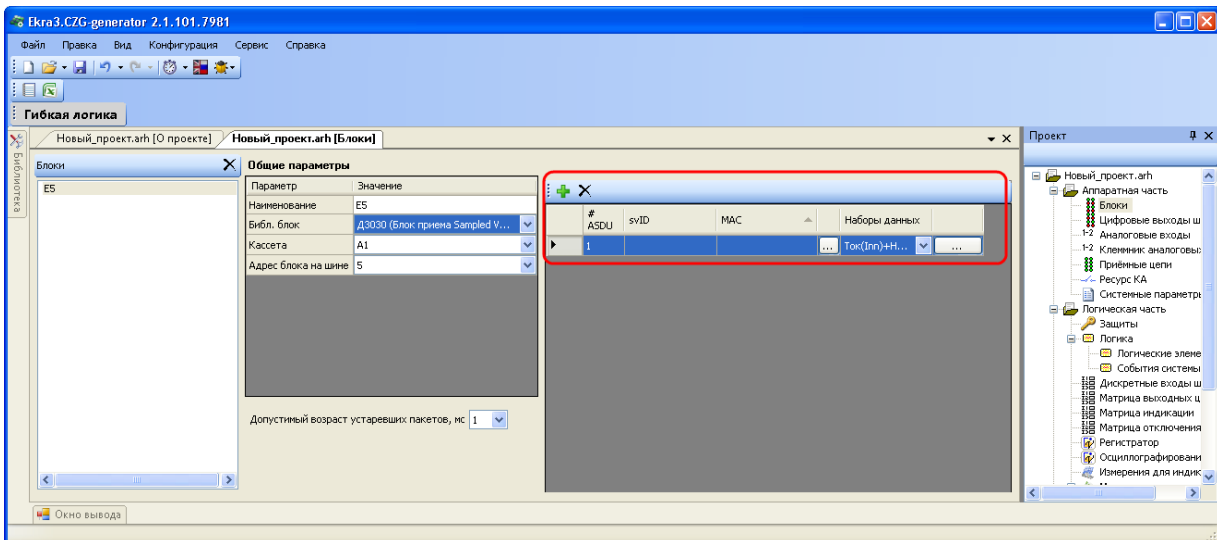 Ekra3.CZG-generator 2.1.101.7981
Файл Правка Вид Конфигурация Сервис Справка
Гибкая логика
Библиотека
Новый_проект.arh [О проекте] Новый_проект.arh [Блоки]
Блоки
E5
Общие параметры
Параметр Значение
Наименование E5
Библ. блок Д3030 (Блок приема Sampled V...
Кассета A1
Адрес блока на шине 5
Допустимый возраст устаревших пакетов, мс 1
# ASDU svID MAC Наборы данных
1 ... Ток(Inn)+Н... ...
Проект
Новый_проект.arh
Аппаратная часть
Блоки
Цифровые выходы ш
1-2 Аналоговые входы
1-2 Клеммник аналоговы
Приёмные цепи
Ресурс КА
Системные параметры
Логическая часть
Защиты
Логика
Логические элеме
События системы
Дискретные входы ш
Матрица выходных ц
Матрица индикации
Матрица отключения
Регистратор
Осциллографировани
Измерения для индик
Окно вывода